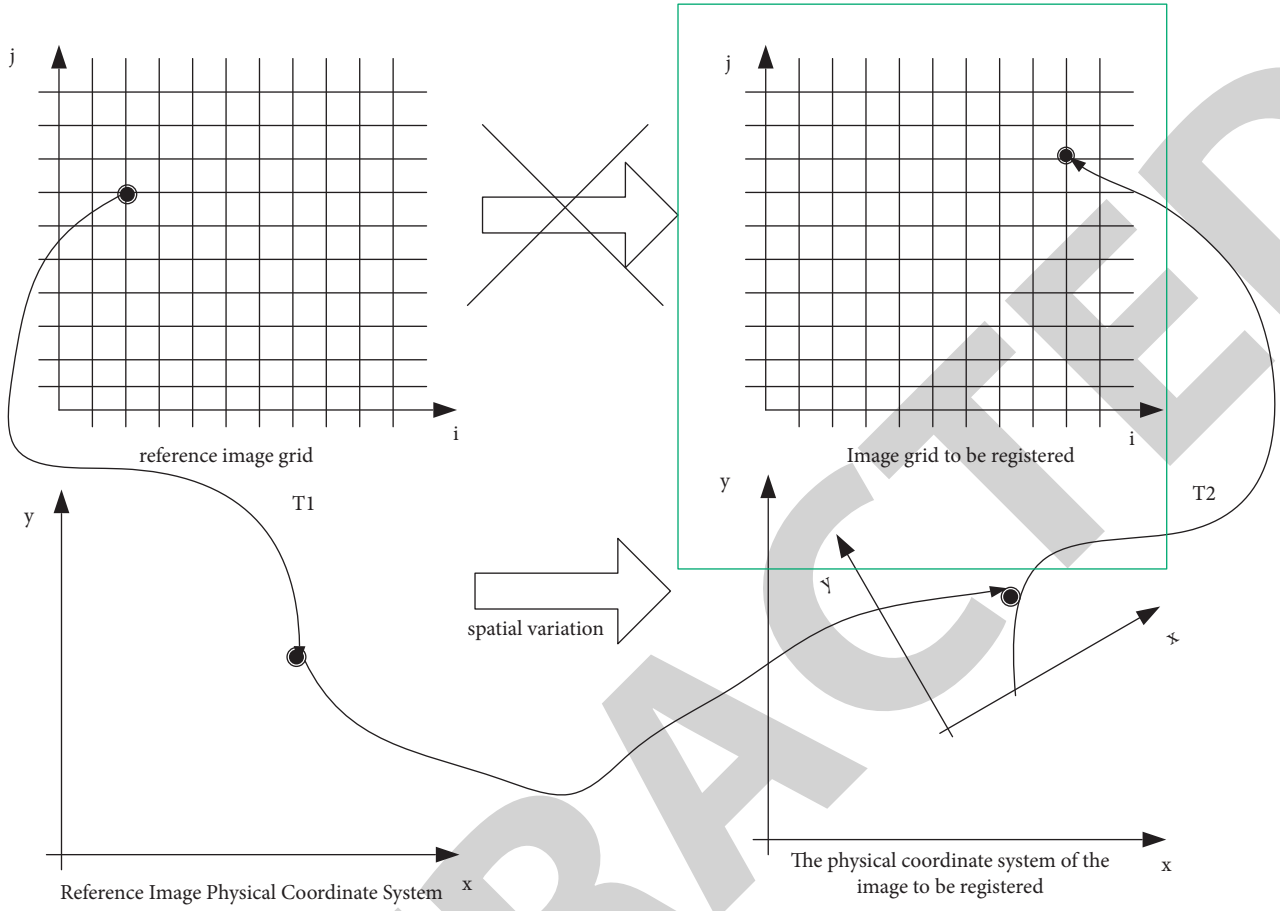 j
j
i
i
reference image grid
Image grid to be registered
y
T1
y
T2
spatial variation
y
x
x
x
Reference Image Physical Coordinate System
The physical coordinate system of the
image to be registered
RACTED